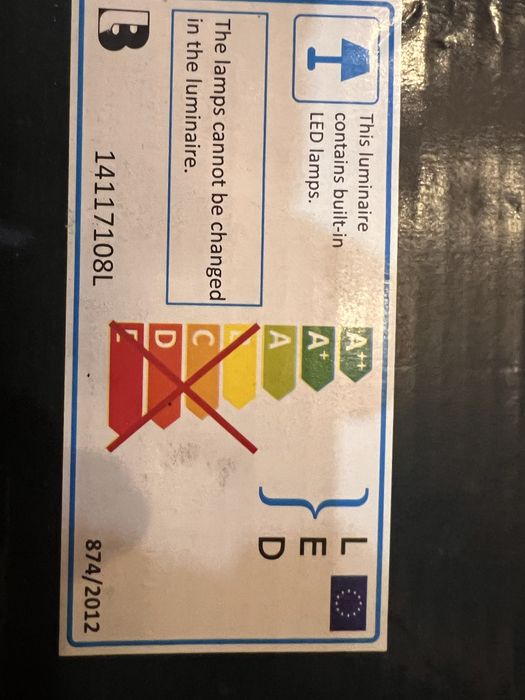 This luminaire
contains built-in
LED lamps.
The lamps cannot be changed
in the luminaire.
B
14117108L
A++
A+
A
C
D
L
E
D
874/2012